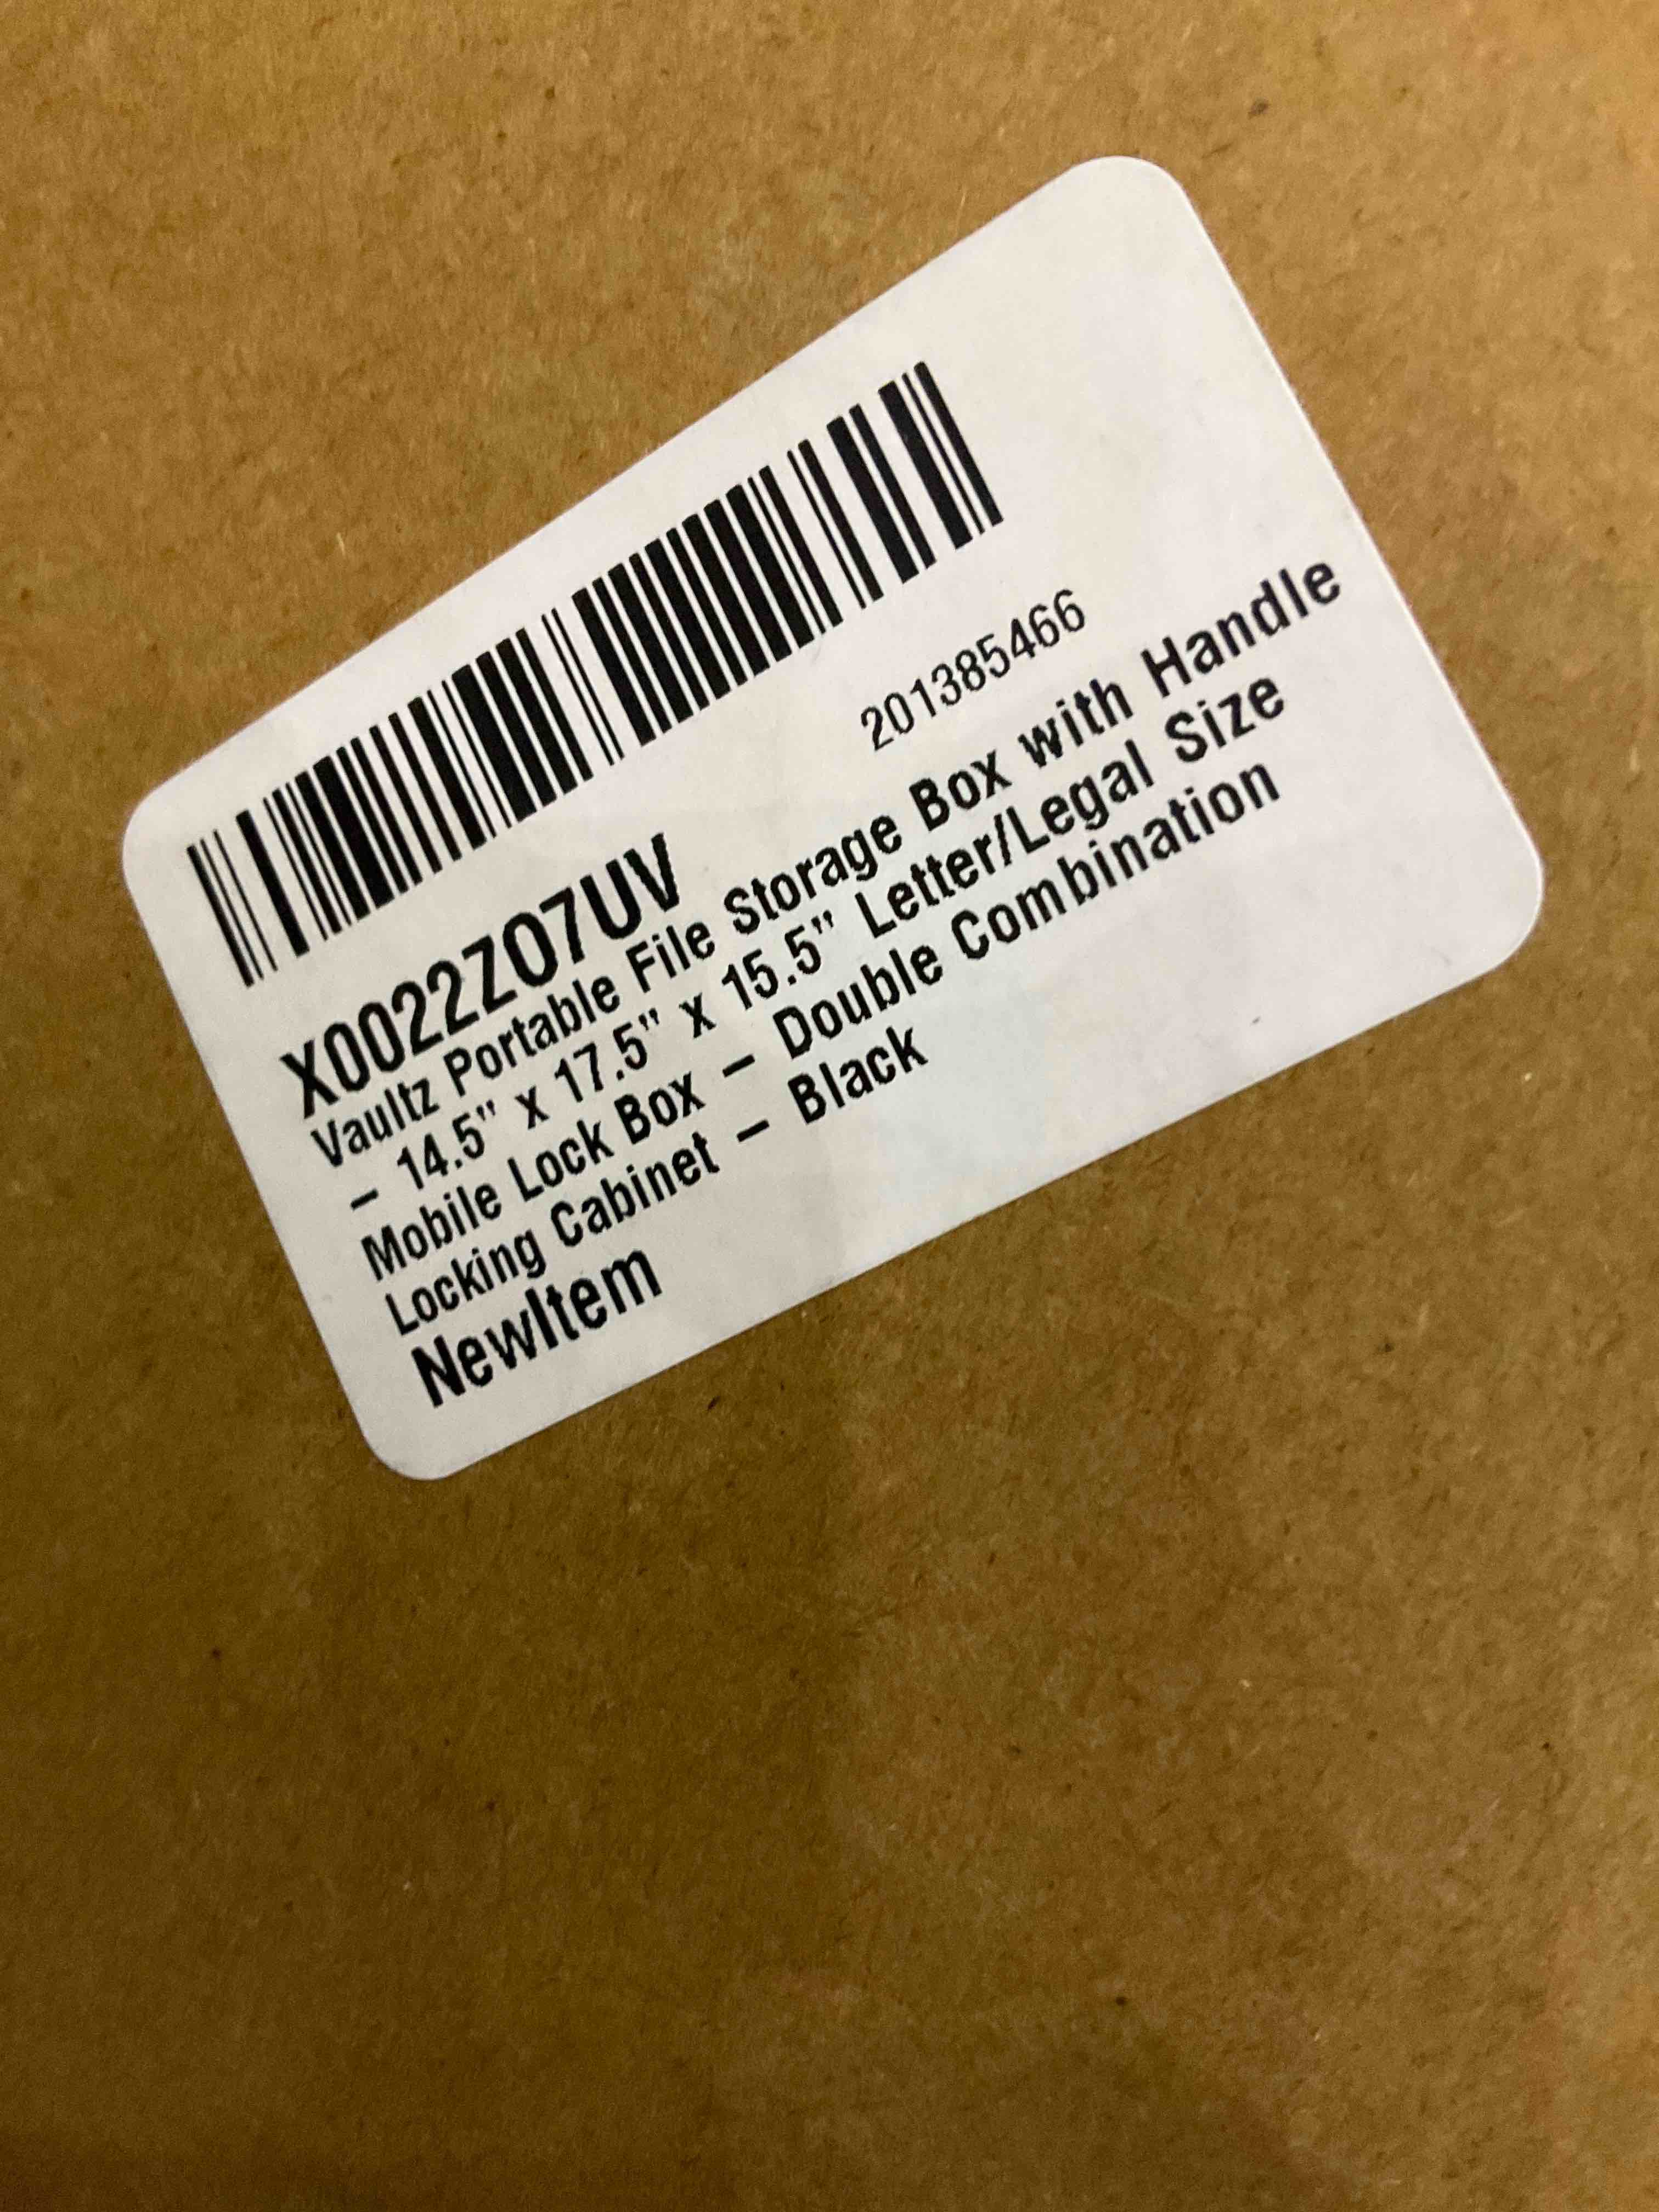 X0022ZO7UV
201385466
Vaultz Portable File Storage Box with Handle
– 14.5" x 17.5" x 15.5" Letter/Legal Size
Mobile Lock Box – Double Combination
Locking Cabinet – Black
NewItem